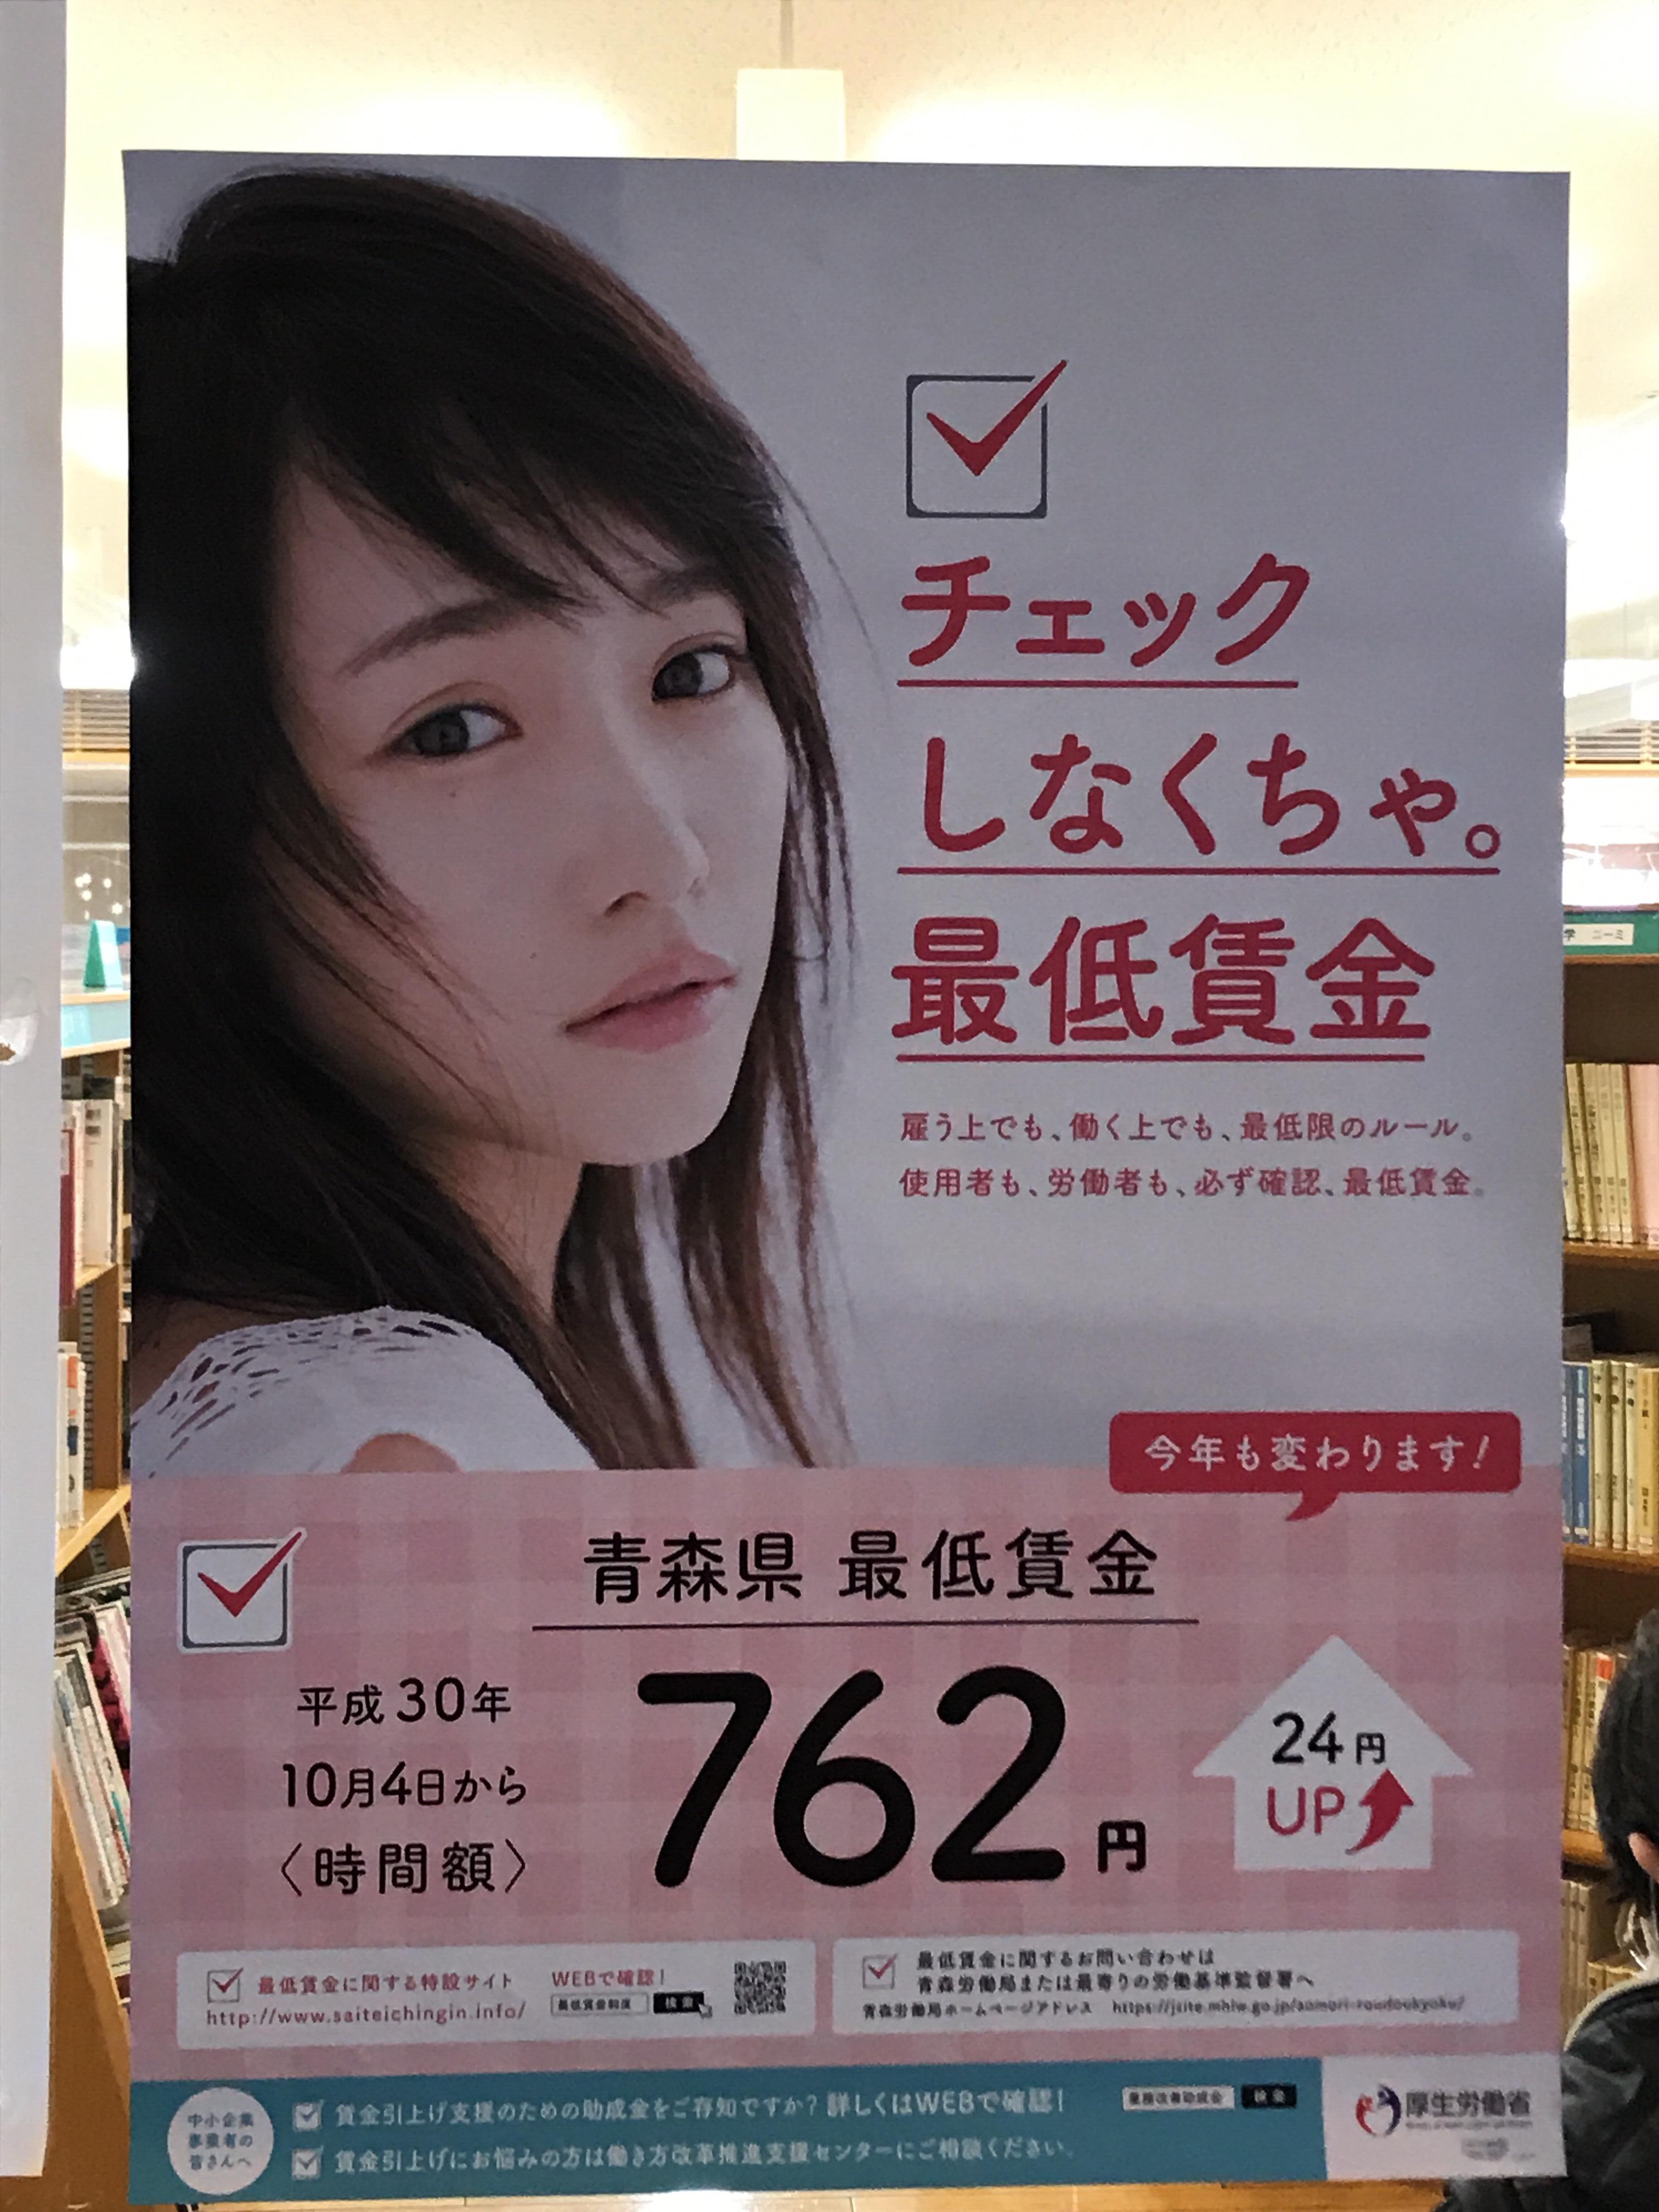 チェック
しなくちゃ。
最低賃金
雇う上でも、働く上でも、最低限のルール。
使用者も、労働者も、必ず確認、最低賃金。
今年も変わります!
青森県 最低賃金
平成30年
10月4日から
〈時間額〉
762円
24円
UP
最低賃金に関する特設サイト
http://www.saiteichingin.info/
WEBで確認!
最低賃金制度 検索
最低賃金に関するお問い合わせは
青森労働局または最寄りの労働基準監督署へ
青森労働局ホームページアドレス https://jsite.mhlw.go.jp/aomori-roudoukyoku/
中小企業
事業者の
皆さんへ
賃金引上げ支援のための助成金をご存知ですか? 詳しくはWEBで確認!
業務改善助成金 検索
賃金引上げにお悩みの方は働き方改革推進支援センターにご相談ください。
厚生労働省